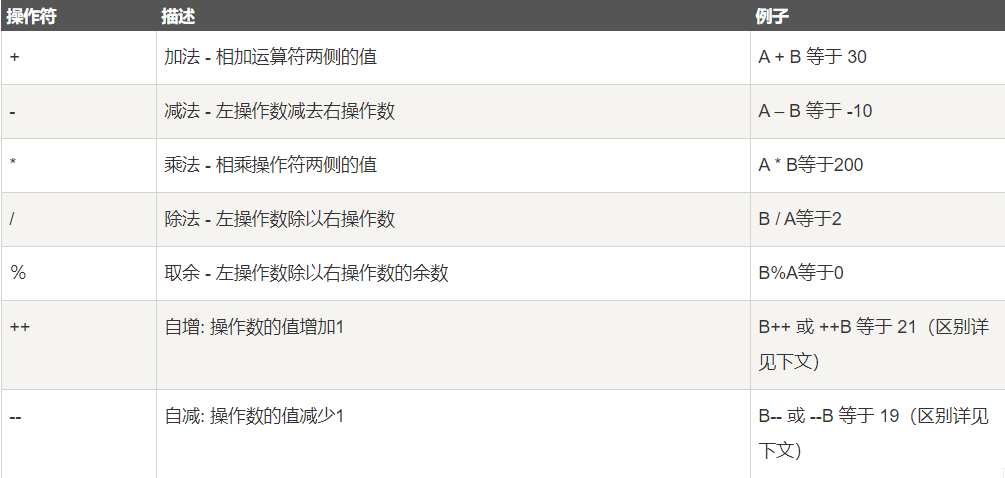 操作符 描述 例子
+ 加法 - 相加运算符两侧的值 A + B 等于 30
- 减法 - 左操作数减去右操作数 A – B 等于 -10
* 乘法 - 相乘操作符两侧的值 A * B等于200
/ 除法 - 左操作数除以右操作数 B / A等于2
% 取余 - 左操作数除以右操作数的余数 B%A等于0
++ 自增: 操作数的值增加1 B++ 或 ++B 等于 21（区别详
见下文）
-- 自减: 操作数的值减少1 B-- 或 --B 等于 19（区别详见
下文）